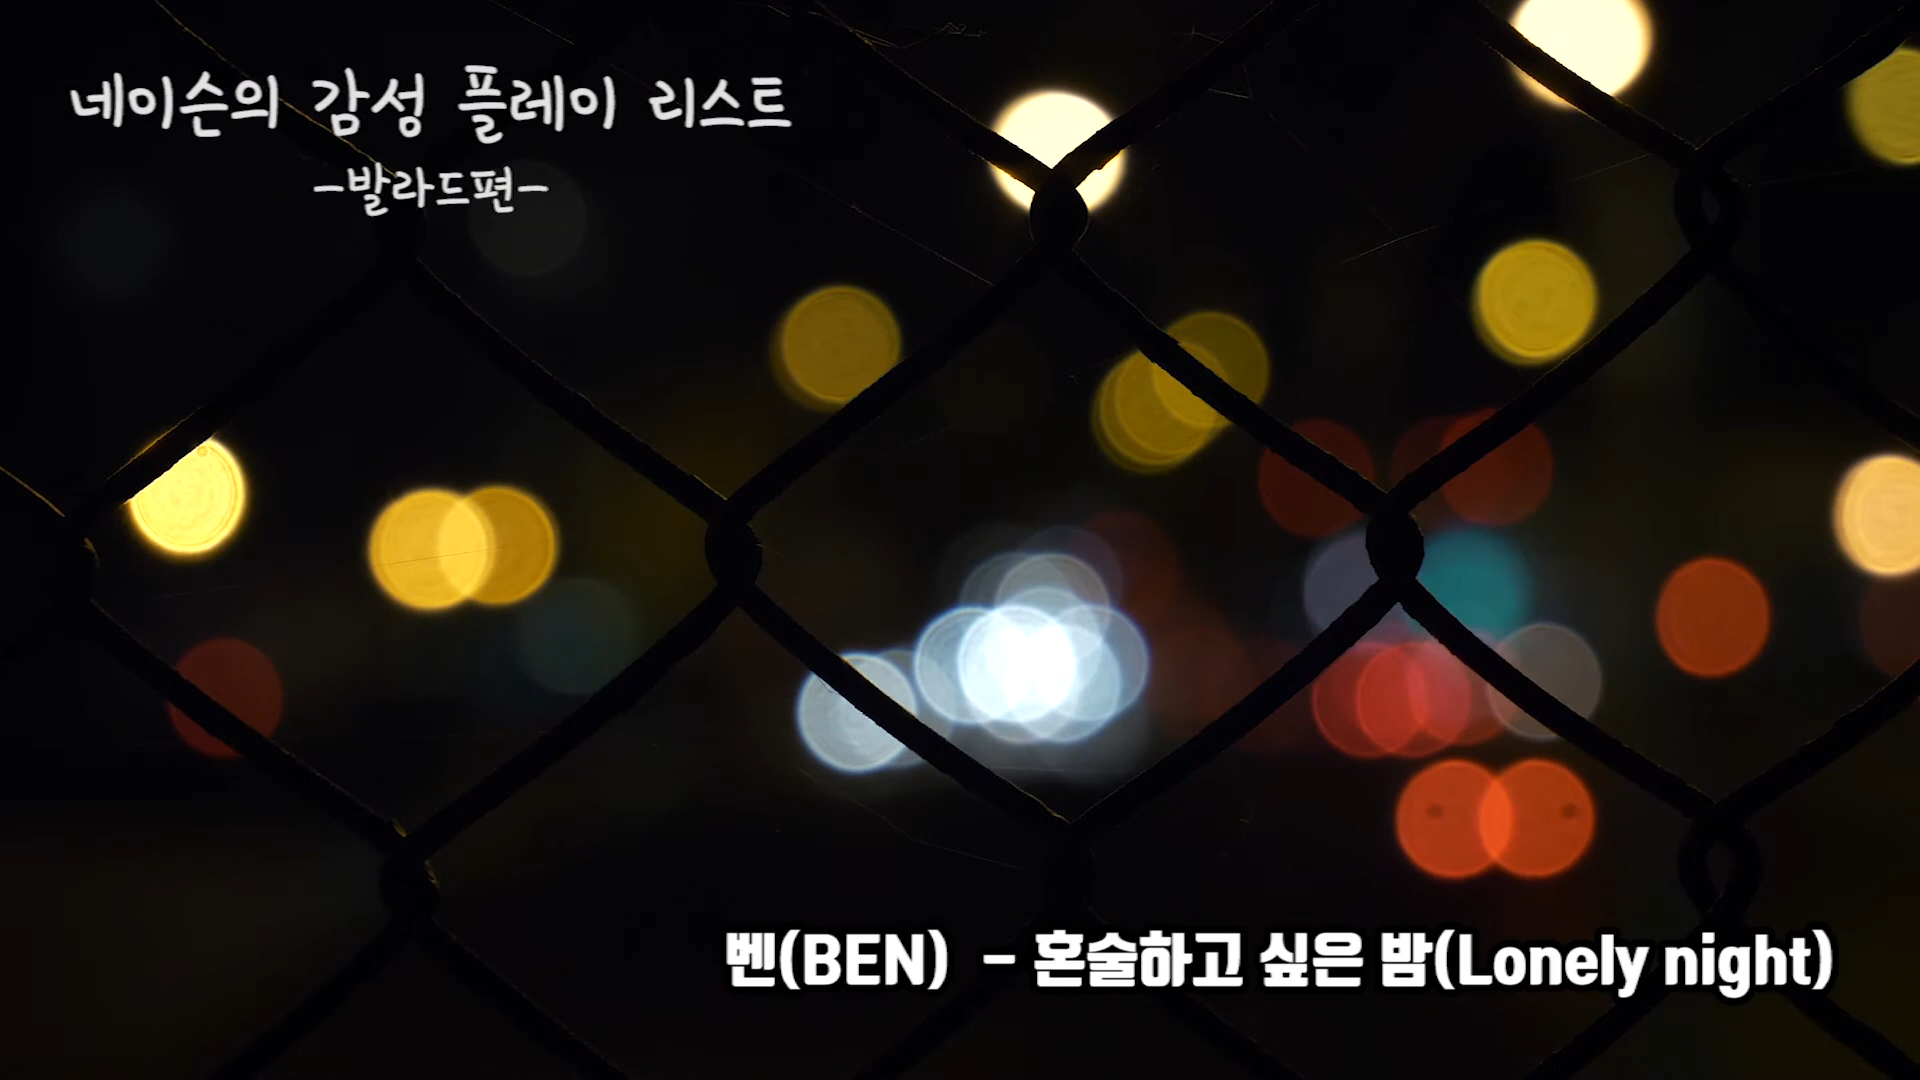 네이슨의 감성 플레이 리스트
-발라드편-
벤(BEN) - 혼술하고 싶은 밤(Lonely night)